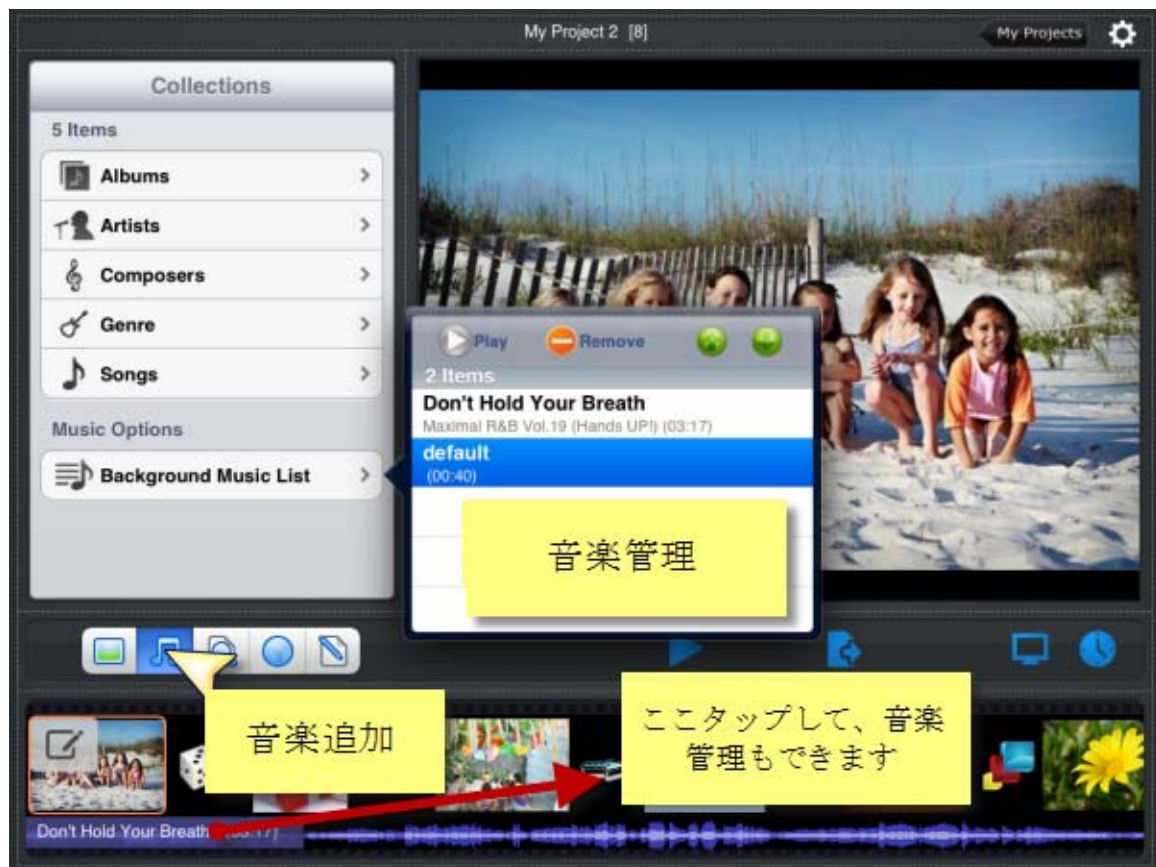 My Project 2 [8]
My Projects
Collections
5 Items
Albums
Artists
Composers
Genre
Songs
Music Options
Background Music List
Play
Remove
2 Items
Don't Hold Your Breath
Maximal R&B Vol.19 (Hands UP!) (03:17)
default
(00:40)
音楽管理
音楽追加
ここタップして、音楽
管理もできます
Don't Hold Your Breath (03:17)